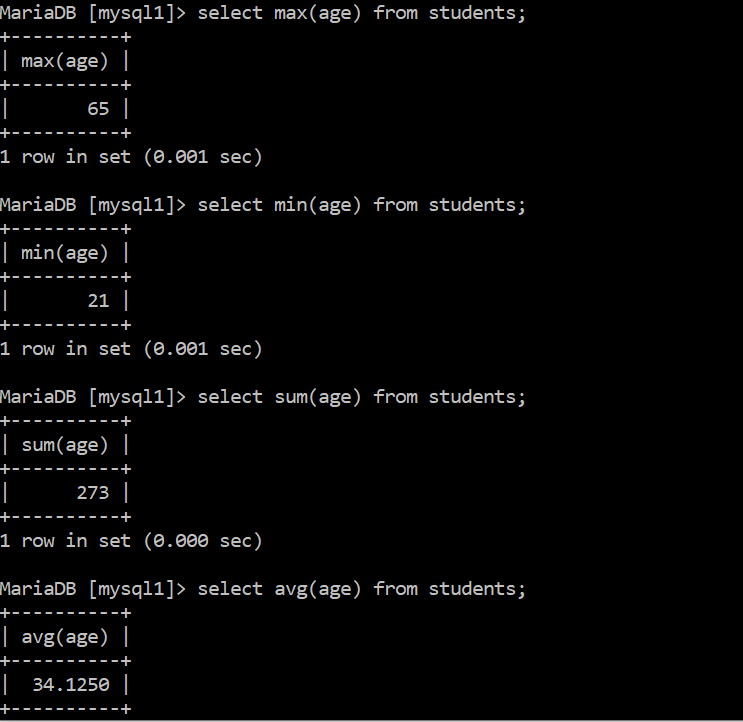 MariaDB [mysql1]> select max(age) from students;
+----------+
| max(age) |
+----------+
|       65 |
+----------+
1 row in set (0.001 sec)

MariaDB [mysql1]> select min(age) from students;
+----------+
| min(age) |
+----------+
|       21 |
+----------+
1 row in set (0.001 sec)

MariaDB [mysql1]> select sum(age) from students;
+----------+
| sum(age) |
+----------+
|      273 |
+----------+
1 row in set (0.000 sec)

MariaDB [mysql1]> select avg(age) from students;
+----------+
| avg(age) |
+----------+
|  34.1250 |
+----------+